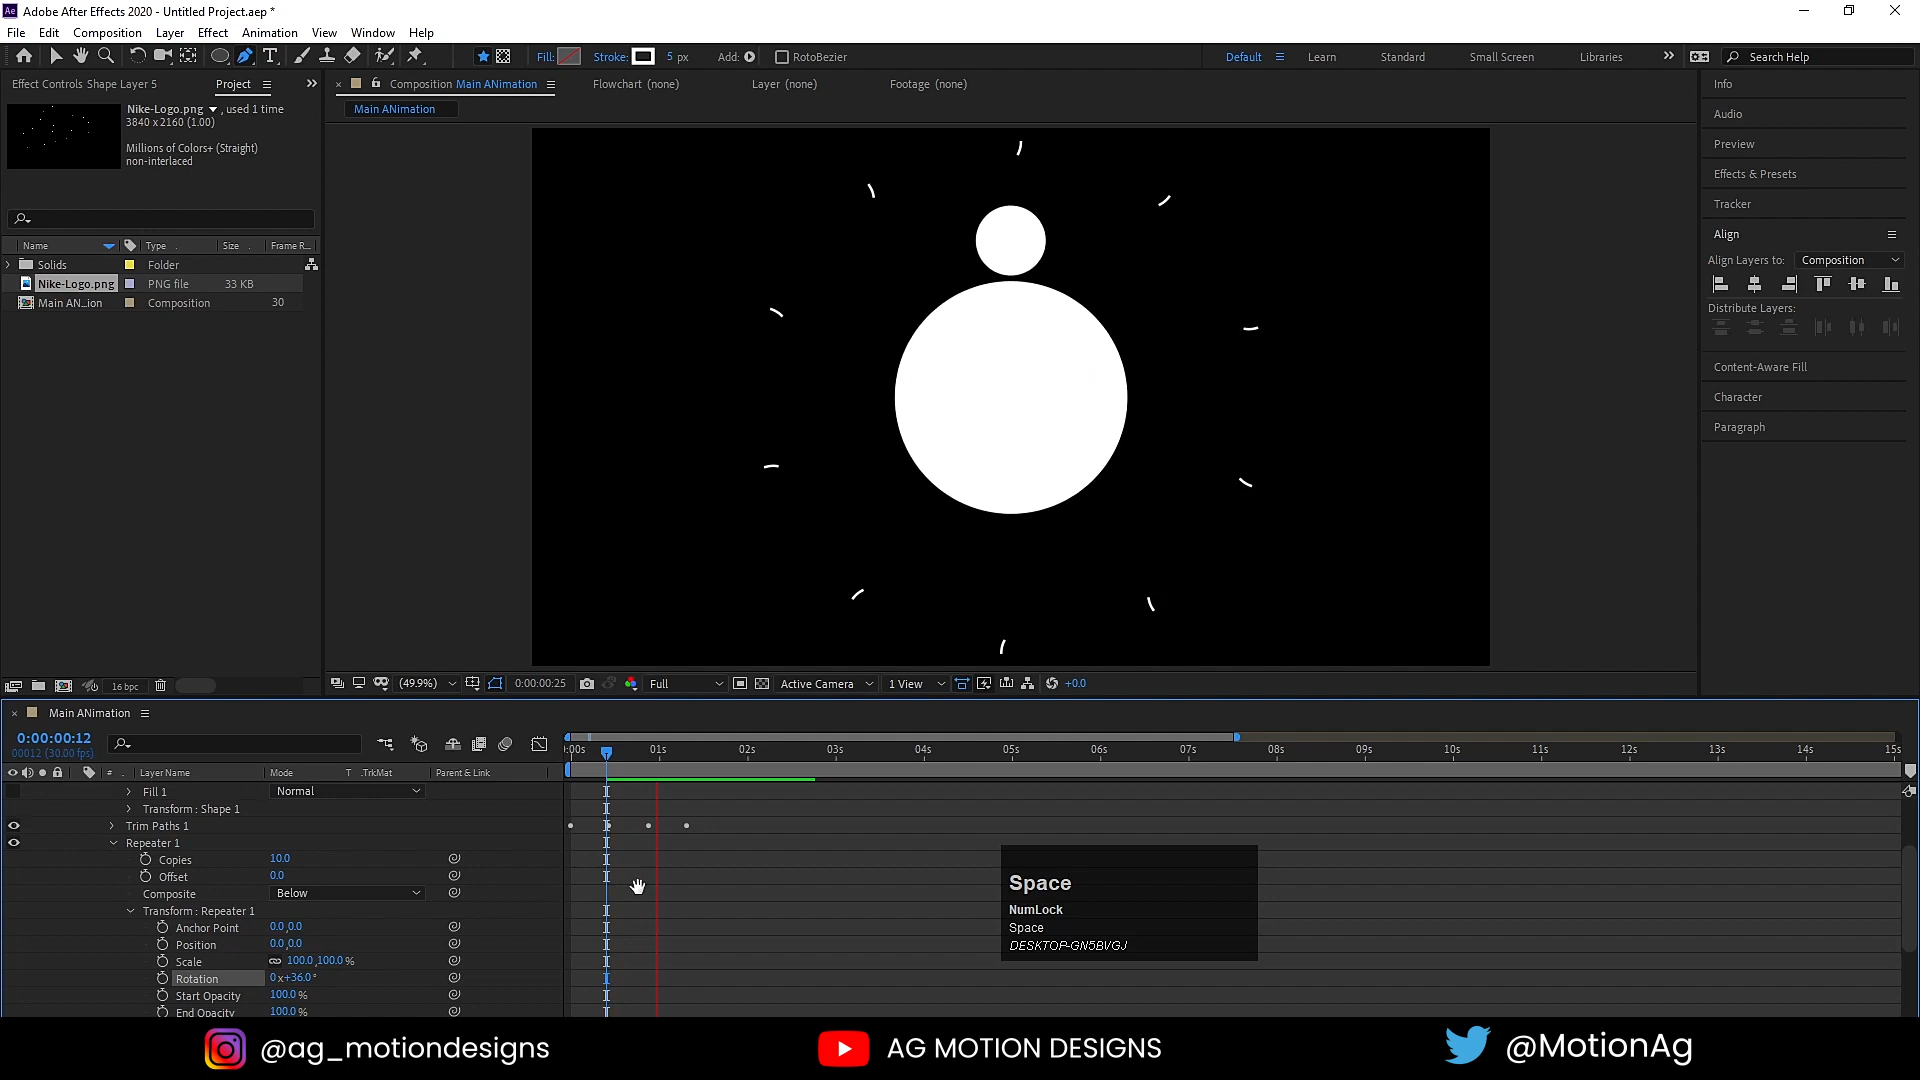 Ae Adobe After Effects 2020 - Untitled Project.aep *
File Edit Composition Layer Effect Animation View Window Help
Fill: Stroke: 5 px Add: RotoBezier Default Learn Standard Small Screen Libraries Search Help
Effect Controls Shape Layer 5 Project
Composition Main ANimation Flowchart (none) Layer (none) Footage (none)
Main ANimation
Nike-Logo.png , used 1 time
3840 x 2160 (1.00)
Millions of Colors+ (Straight)
non-interlaced
Name Type Size Frame R...
Solids Folder
Nike-Logo.png PNG file 33 KB
Main AN...ion Composition 30
16 bpc
Info
Audio
Preview
Effects & Presets
Tracker
Align
Align Layers to: Composition
Distribute Layers:
Content-Aware Fill
Character
Paragraph
(49.9%) 0:00:00:25 Full Active Camera 1 View +0.0
Main ANimation
0:00:00:12
00012 (30.00 fps)
# Layer Name Mode T .TrkMat Parent & Link
):00s 01s 02s 03s 04s 05s 06s 07s 08s 09s 10s 11s 12s 13s 14s 15s
Fill 1 Normal
Transform : Shape 1
Trim Paths 1
Repeater 1
Copies 10.0
Offset 0.0
Composite Below
Transform : Repeater 1
Anchor Point 0.0,0.0
Position 0.0,0.0
Scale 100.0,100.0 %
Rotation 0x+36.0°
Start Opacity 100.0 %
End Opacity 100.0 %
Space
NumLock
Space
DESKTOP-GN5BVGJ
@ag_motiondesigns AG MOTION DESIGNS @MotionAg